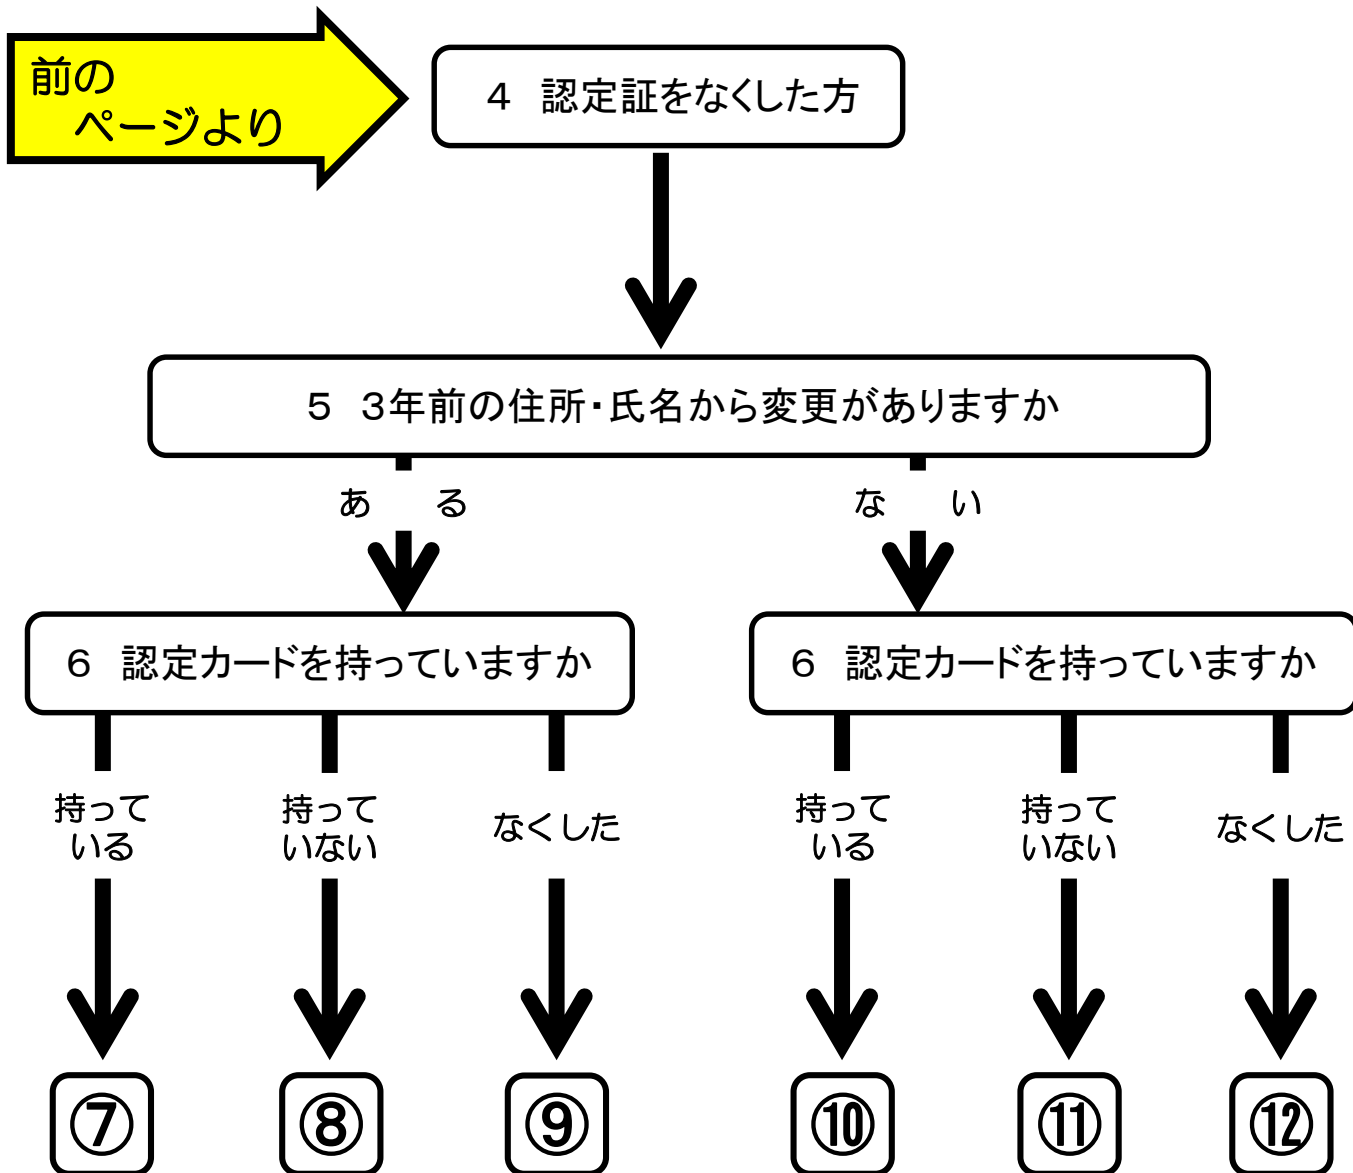 前の
ページより
４　認定証をなくした方
５　３年前の住所・氏名から変更がありますか
あ　る
な　い
６　認定カードを持っていますか
６　認定カードを持っていますか
持って
いる
持って
いない
なくした
持って
いる
持って
いない
なくした
⑦
⑧
⑨
⑩
⑪
⑫